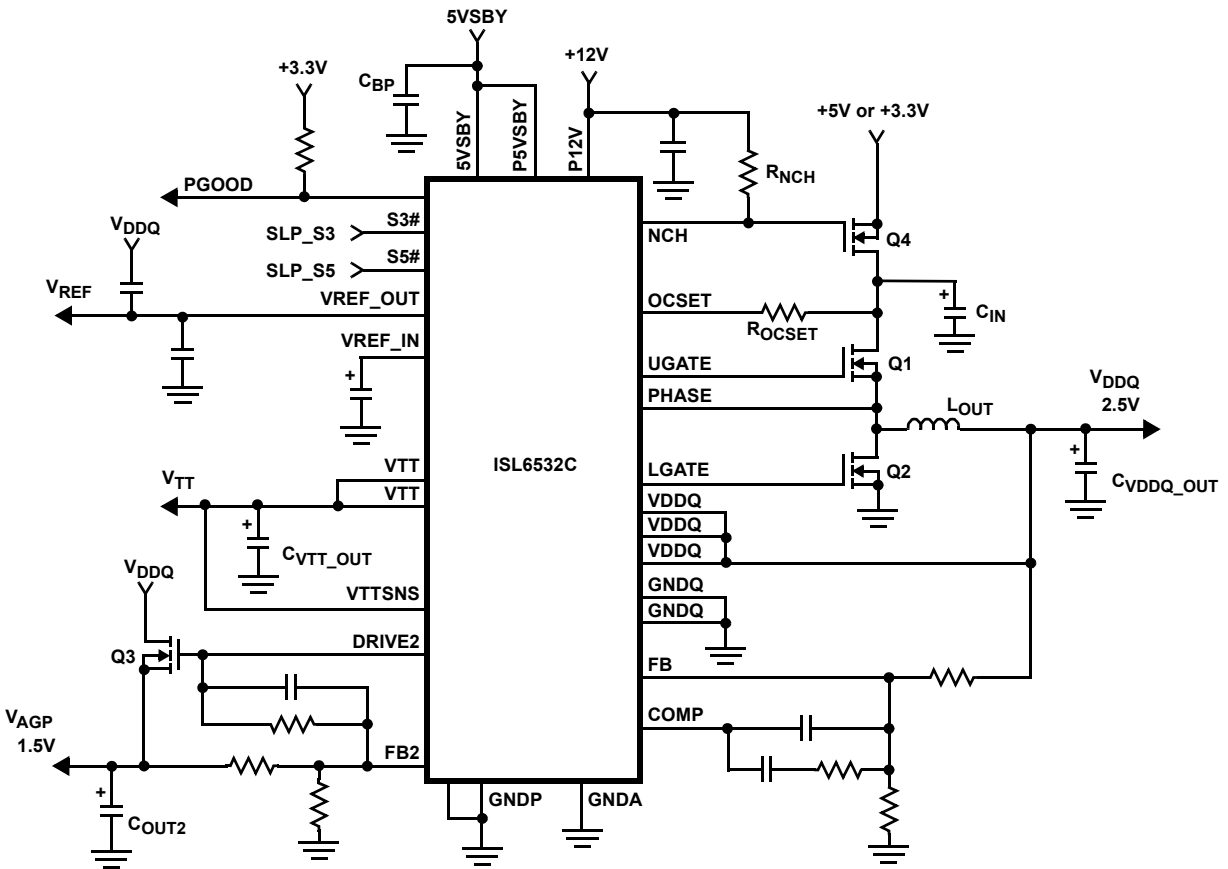 5VSBY
+12V
+3.3V
CBP
+5V or +3.3V
5VSBY
P5VSBY
P12V
RNCH
PGOOD
S3#
SLP_S3
VDDQ
NCH
Q4
S5#
SLP_S5
VREF
VREF_OUT
OCSET
ROCSET
+
CIN
VREF_IN
+
UGATE
Q1
PHASE
VDDQ
2.5V
LOUT
ISL6532C
VTT
VTT
VTT
LGATE
Q2
+
CVDDQ_OUT
VDDQ
VDDQ
VDDQ
+
CVTT_OUT
VDDQ
VTTSNS
GNDQ
GNDQ
Q3
DRIVE2
FB
VAGP
1.5V
COMP
FB2
+
COUT2
GNDP
GNDA